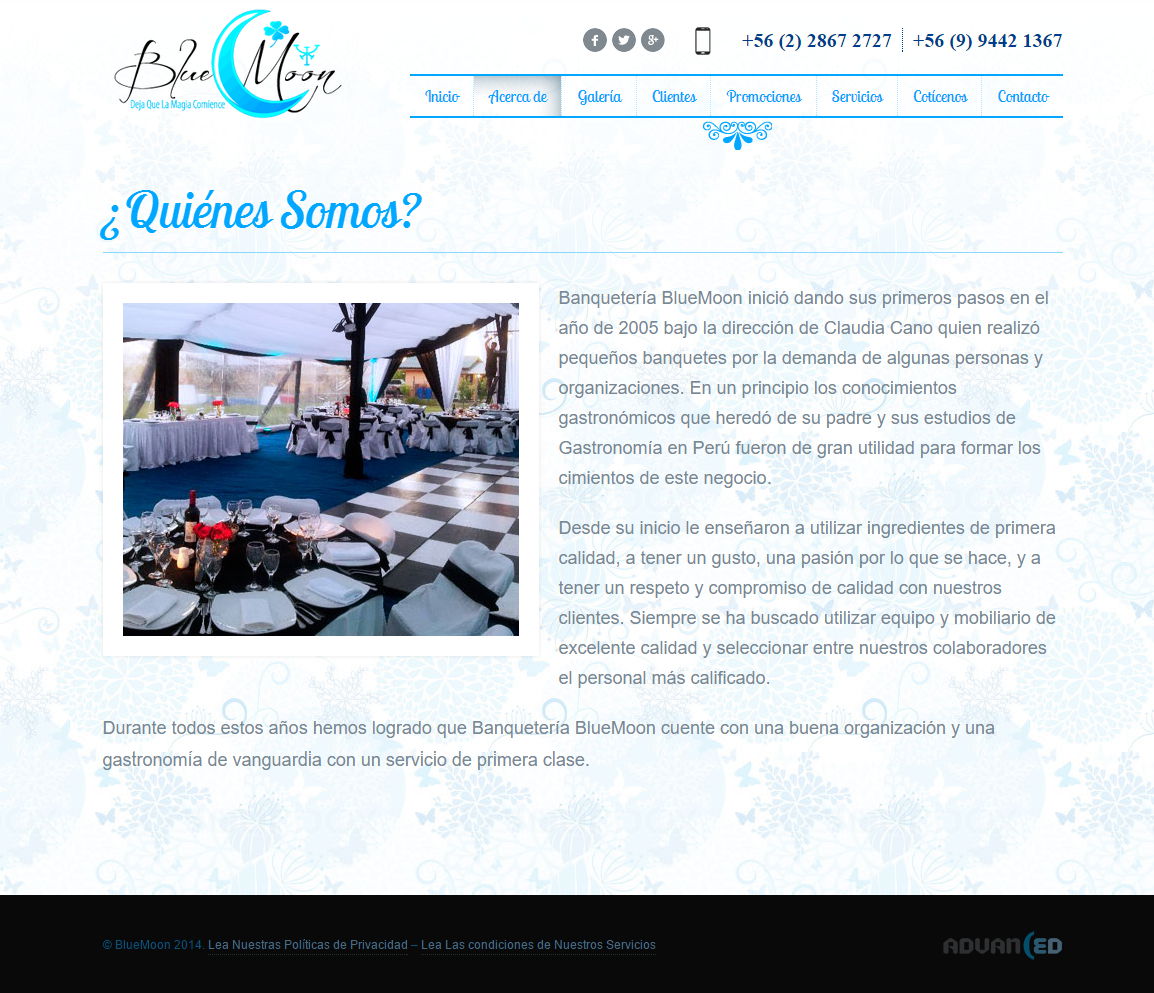 Blue Moon
Deja Que La Magia Comience
+56 (2) 2867 2727 +56 (9) 9442 1367
Inicio Acerca de Galería Clientes Promociones Servicios Cotícenos Contacto
¿Quiénes Somos?
Banquetería BlueMoon inició dando sus primeros pasos en el
año de 2005 bajo la dirección de Claudia Cano quien realizó
pequeños banquetes por la demanda de algunas personas y
organizaciones. En un principio los conocimientos
gastronómicos que heredó de su padre y sus estudios de
Gastronomía en Perú fueron de gran utilidad para formar los
cimientos de este negocio.
Desde su inicio le enseñaron a utilizar ingredientes de primera
calidad, a tener un gusto, una pasión por lo que se hace, y a
tener un respeto y compromiso de calidad con nuestros
clientes. Siempre se ha buscado utilizar equipo y mobiliario de
excelente calidad y seleccionar entre nuestros colaboradores
el personal más calificado.
Durante todos estos años hemos logrado que Banquetería BlueMoon cuente con una buena organización y una
gastronomía de vanguardia con un servicio de primera clase.
© BlueMoon 2014. Lea Nuestras Políticas de Privacidad – Lea Las condiciones de Nuestros Servicios
ADVANCED